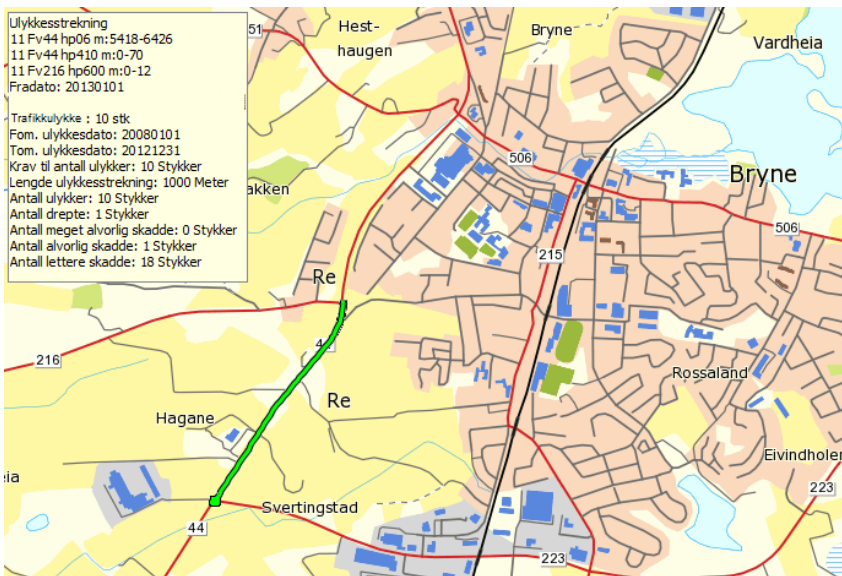 Ulykkesstrekning
11 Fv44 hp06 m:5418-6426
11 Fv44 hp410 m:0-70
11 Fv216 hp600 m:0-12
Fradato: 20130101
Trafikkulykke : 10 stk
Fom. ulykkesdato: 20080101
Tom. ulykkesdato: 20121231
Krav til antall ulykker: 10 Stykker
Lengde ulykkesstrekning: 1000 Meter
Antall ulykker: 10 Stykker
Antall drepte: 1 Stykker
Antall meget alvorlig skadde: 0 Stykker
Antall alvorlig skadde: 1 Stykker
Antall lettere skadde: 18 Stykker
51
Hest-
haugen
Bryne
Vardheia
506
Bryne
akken
506
215
Re
216
Re
Rossaland
Hagane
Eivindholen
eia
223
Svertingstad
44
223